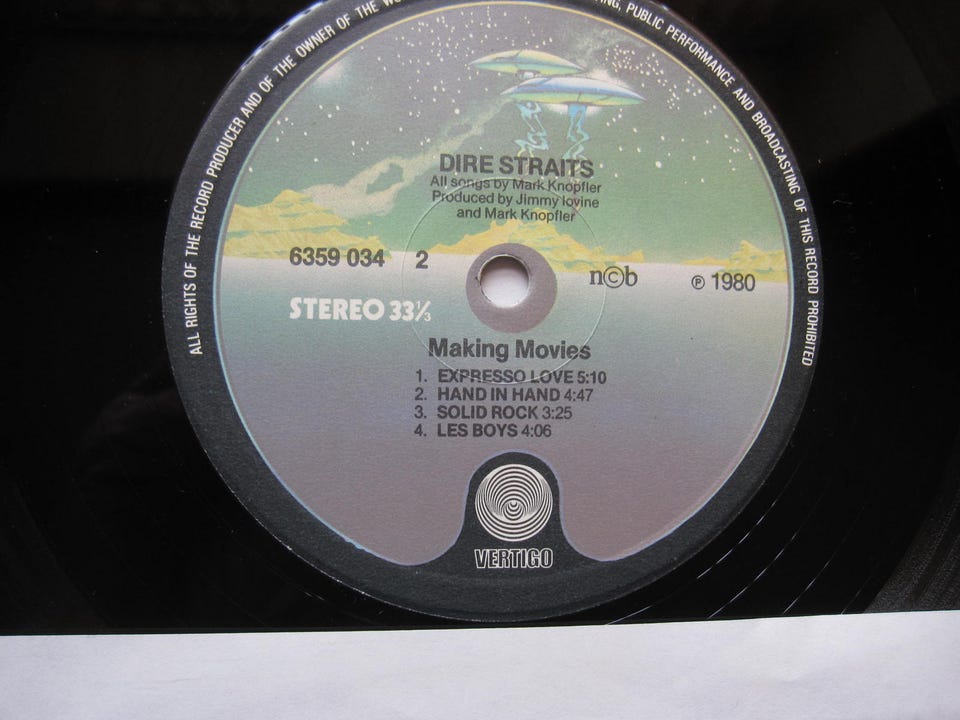 ALL RIGHTS OF THE RECORD PRODUCER AND OF THE OWNER OF THE
PUBLIC PERFORMANCE AND BROADCASTING OF THIS RECORD PROHIBITED
DIRE STRAITS
All songs by Mark Knopfler
Produced by Jimmy Iovine
and Mark Knopfler
6359 034 2
n©b
℗ 1980
STEREO 33⅓
Making Movies
1. EXPRESSO LOVE 5:10
2. HAND IN HAND 4:47
3. SOLID ROCK 3:25
4. LES BOYS 4:06
VERTIGO